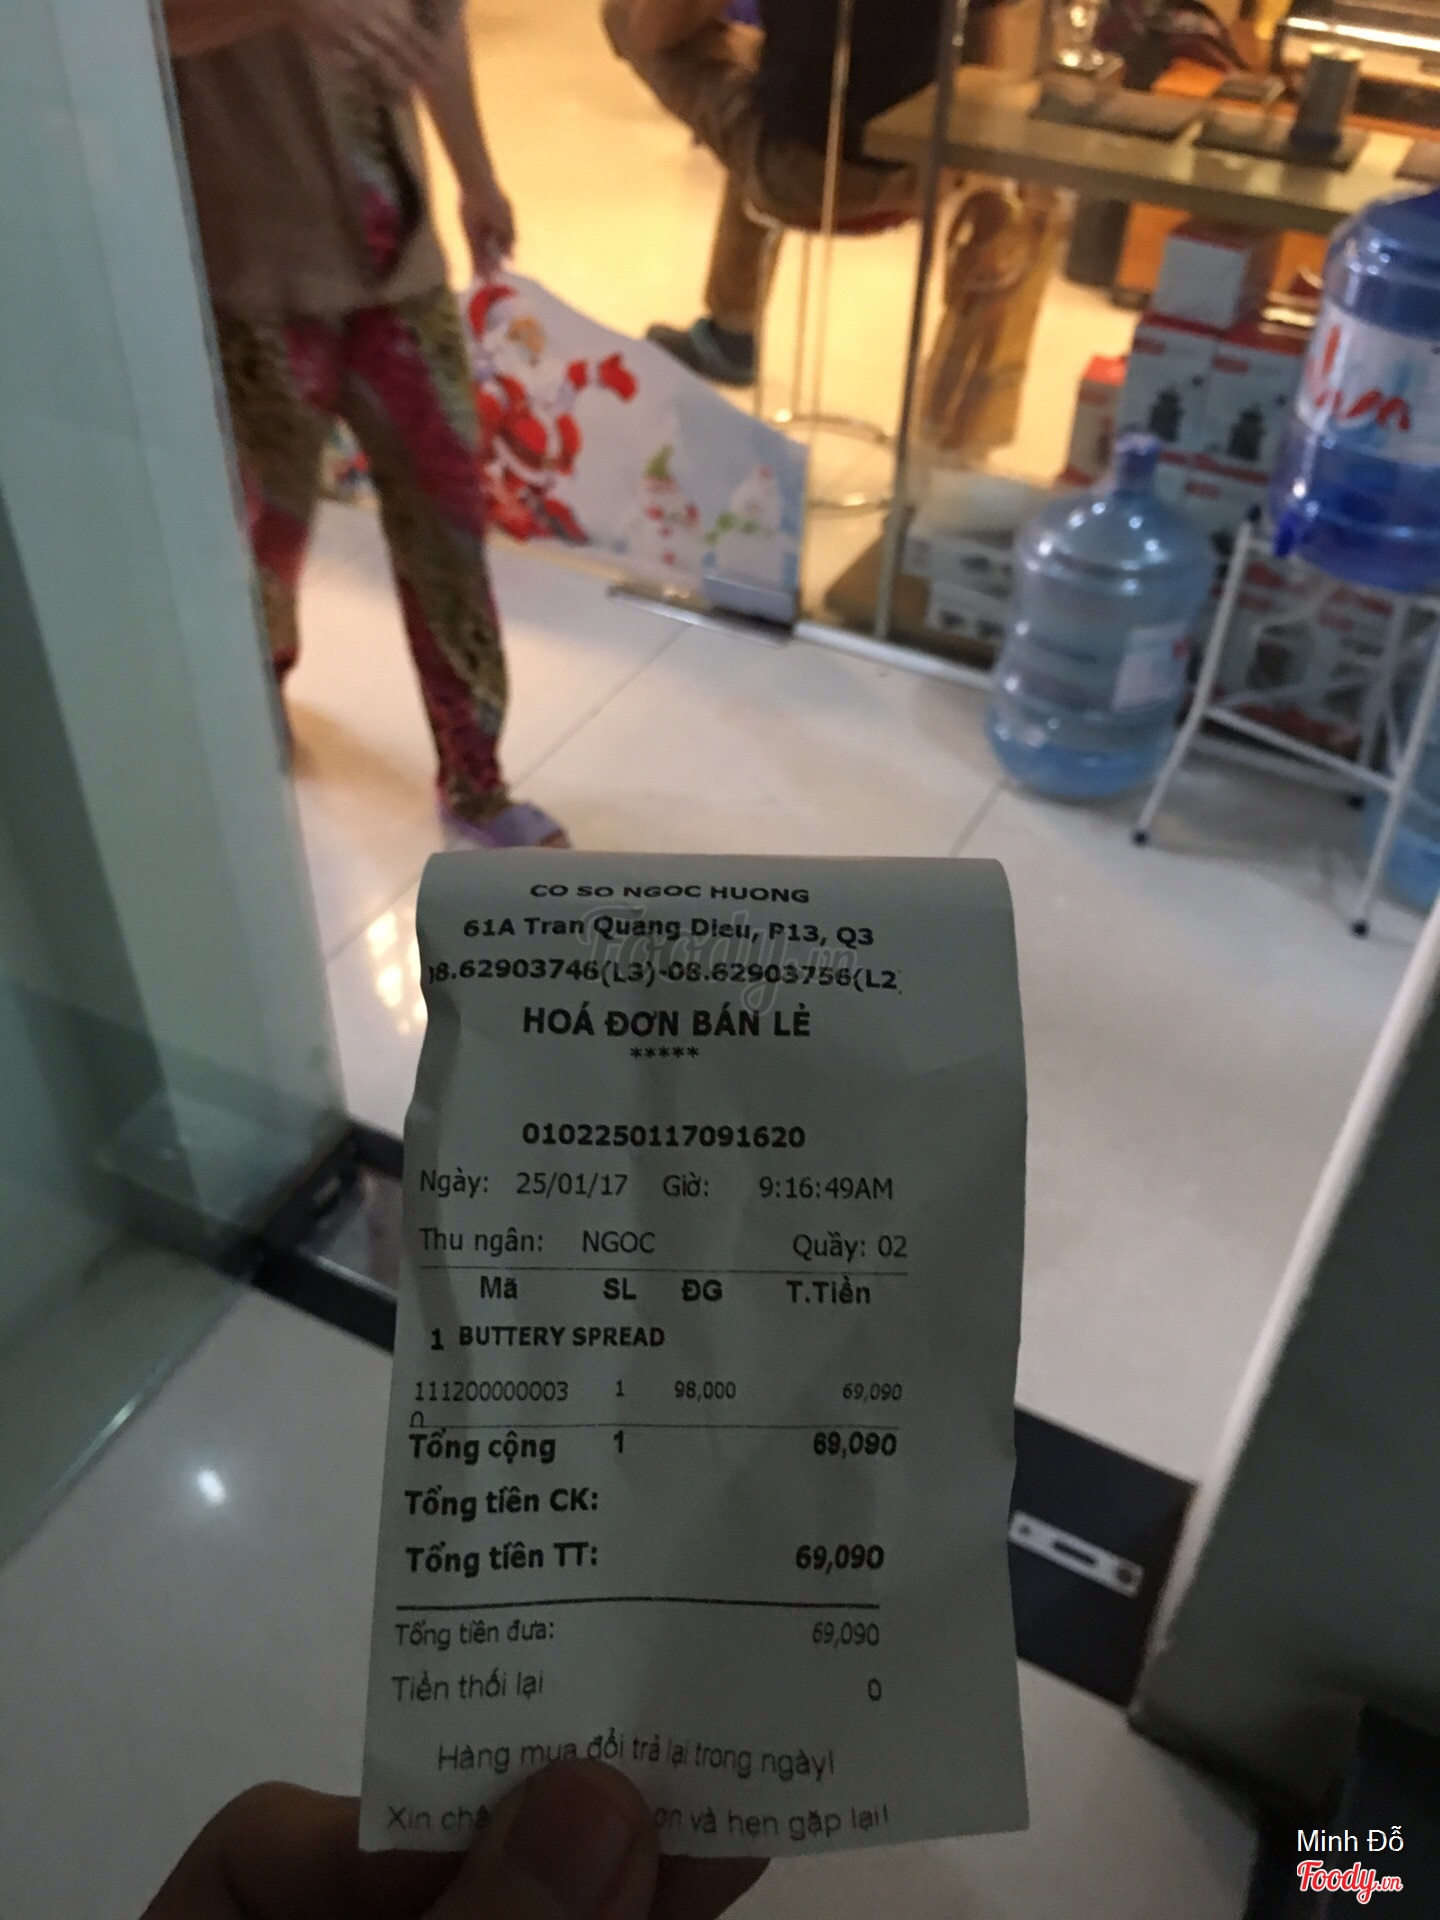 CO SO NGOC HUONG
61A Tran Quang Dieu, P13, Q3
08.62903746(L3)-08.62903756(L2)
HOÁ ĐƠN BÁN LẺ
*****
0102250117091620
Ngày: 25/01/17 Giờ: 9:16:49AM
Thu ngân: NGOC Quầy: 02
Mã SL ĐG T.Tiền
1 BUTTERY SPREAD
111200000003 1 98,000 69,090
0
Tổng cộng 1 69,090
Tổng tiền CK:
Tổng tiền TT: 69,090
Tổng tiền đưa: 69,090
Tiền thối lại 0
Hàng mua đổi trả lại trong ngày!
Xin và hẹn gặp lại!
Foody.vn
Minh Đỗ
Foody.vn